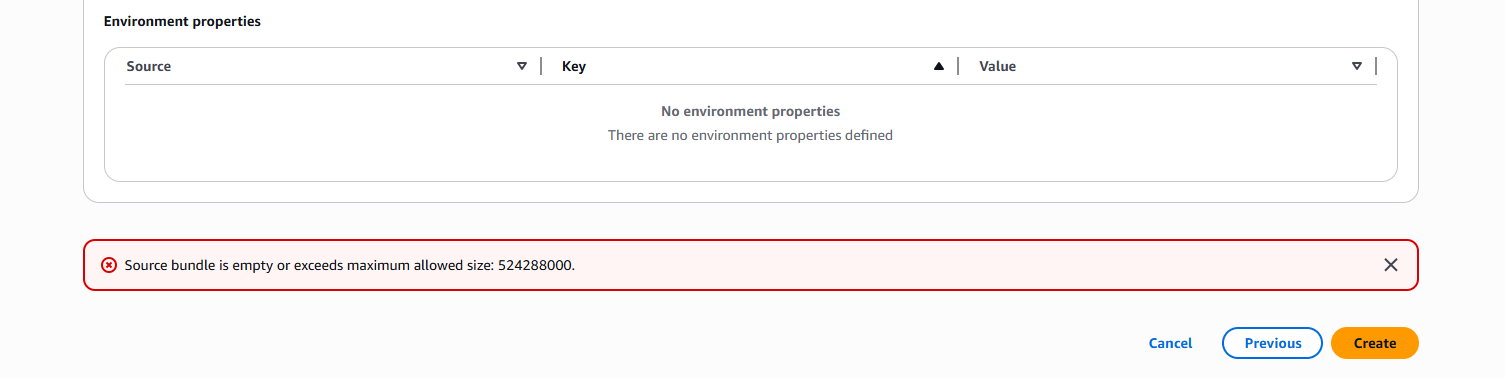 Environment properties
Source Key Value
No environment properties
There are no environment properties defined
Source bundle is empty or exceeds maximum allowed size: 524288000.
Cancel Previous Create